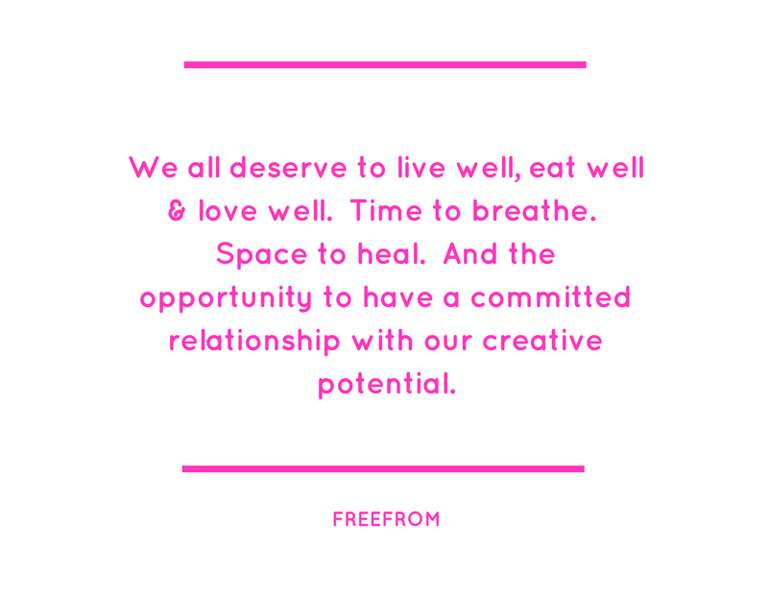 We all deserve to live well, eat well
& love well.  Time to breathe.
Space to heal.  And the
opportunity to have a committed
relationship with our creative
potential.
FREEFROM